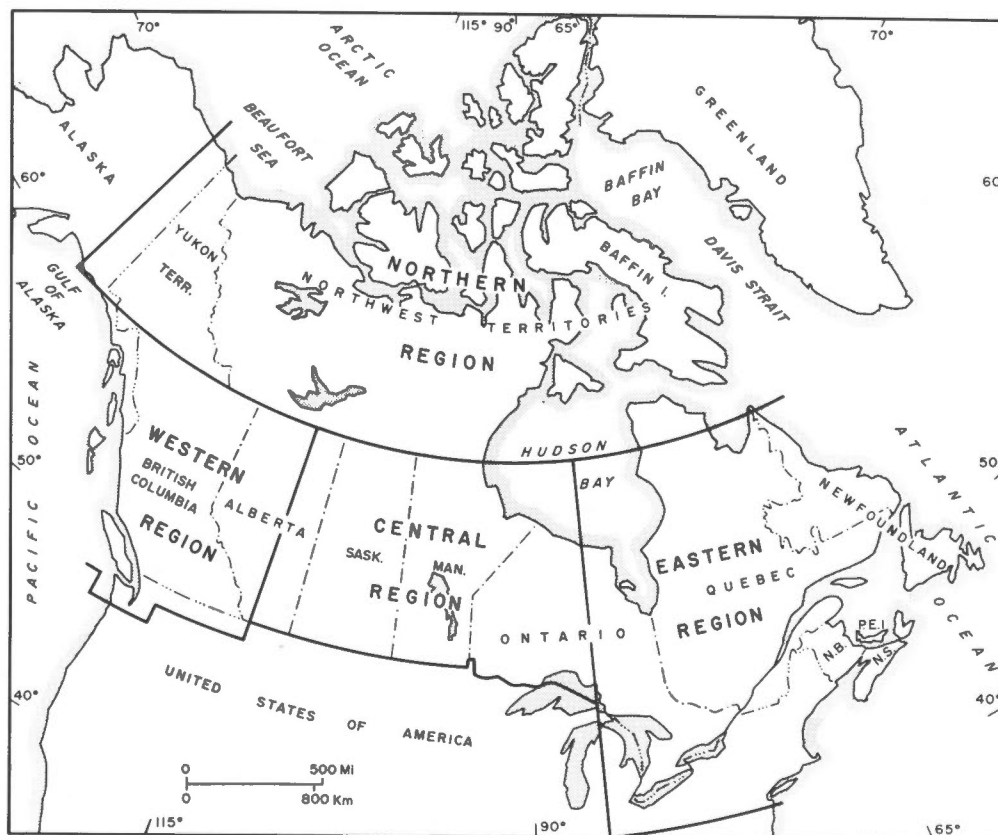 70°
115°
90°
65°
70°
ARCTIC
OCEAN
BEAUFORT
SEA
ALASKA
GREENLAND
BAFFIN
BAY
DAVIS STRAIT
BAFFIN I.
60°
60
YUKON
TERR.
GULF
OF
ALASKA
NORTHERN
NORTHWEST TERRITORIES
REGION
PACIFIC OCEAN
HUDSON
BAY
ATLANTIC
OCEAN
50°
50
WESTERN
BRITISH
COLUMBIA
ALBERTA
REGION
CENTRAL
SASK.
MAN.
REGION
ONTARIO
EASTERN
QUEBEC
REGION
NEWFOUNDLAND
P.E.I.
N.B.
N.S.
40°
40°
UNITED STATES OF AMERICA
0 500 Mi
0 800 Km
115°
90°
65°